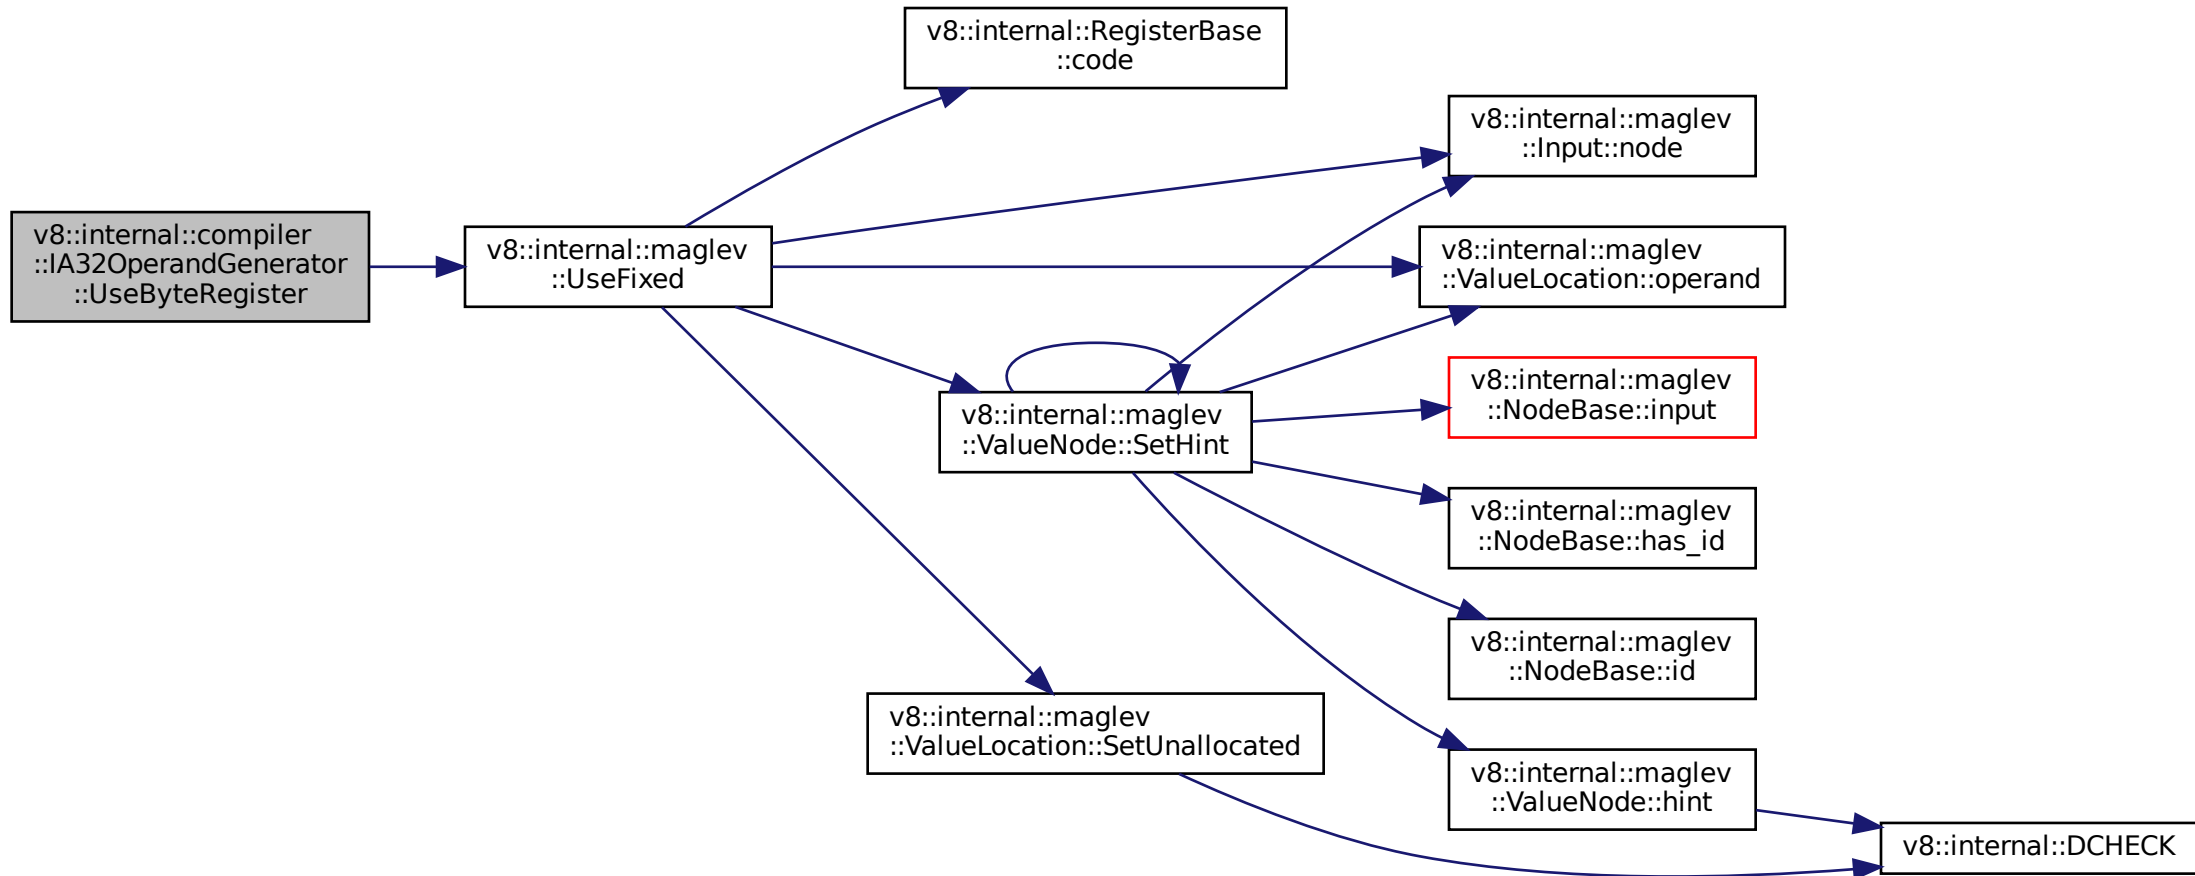 v8::internal::compiler
::IA32OperandGenerator
::UseByteRegister
v8::internal::maglev
::UseFixed
v8::internal::RegisterBase
::code
v8::internal::maglev
::Input::node
v8::internal::maglev
::ValueLocation::operand
v8::internal::maglev
::ValueNode::SetHint
v8::internal::maglev
::NodeBase::input
v8::internal::maglev
::NodeBase::has_id
v8::internal::maglev
::NodeBase::id
v8::internal::maglev
::ValueLocation::SetUnallocated
v8::internal::maglev
::ValueNode::hint
v8::internal::DCHECK